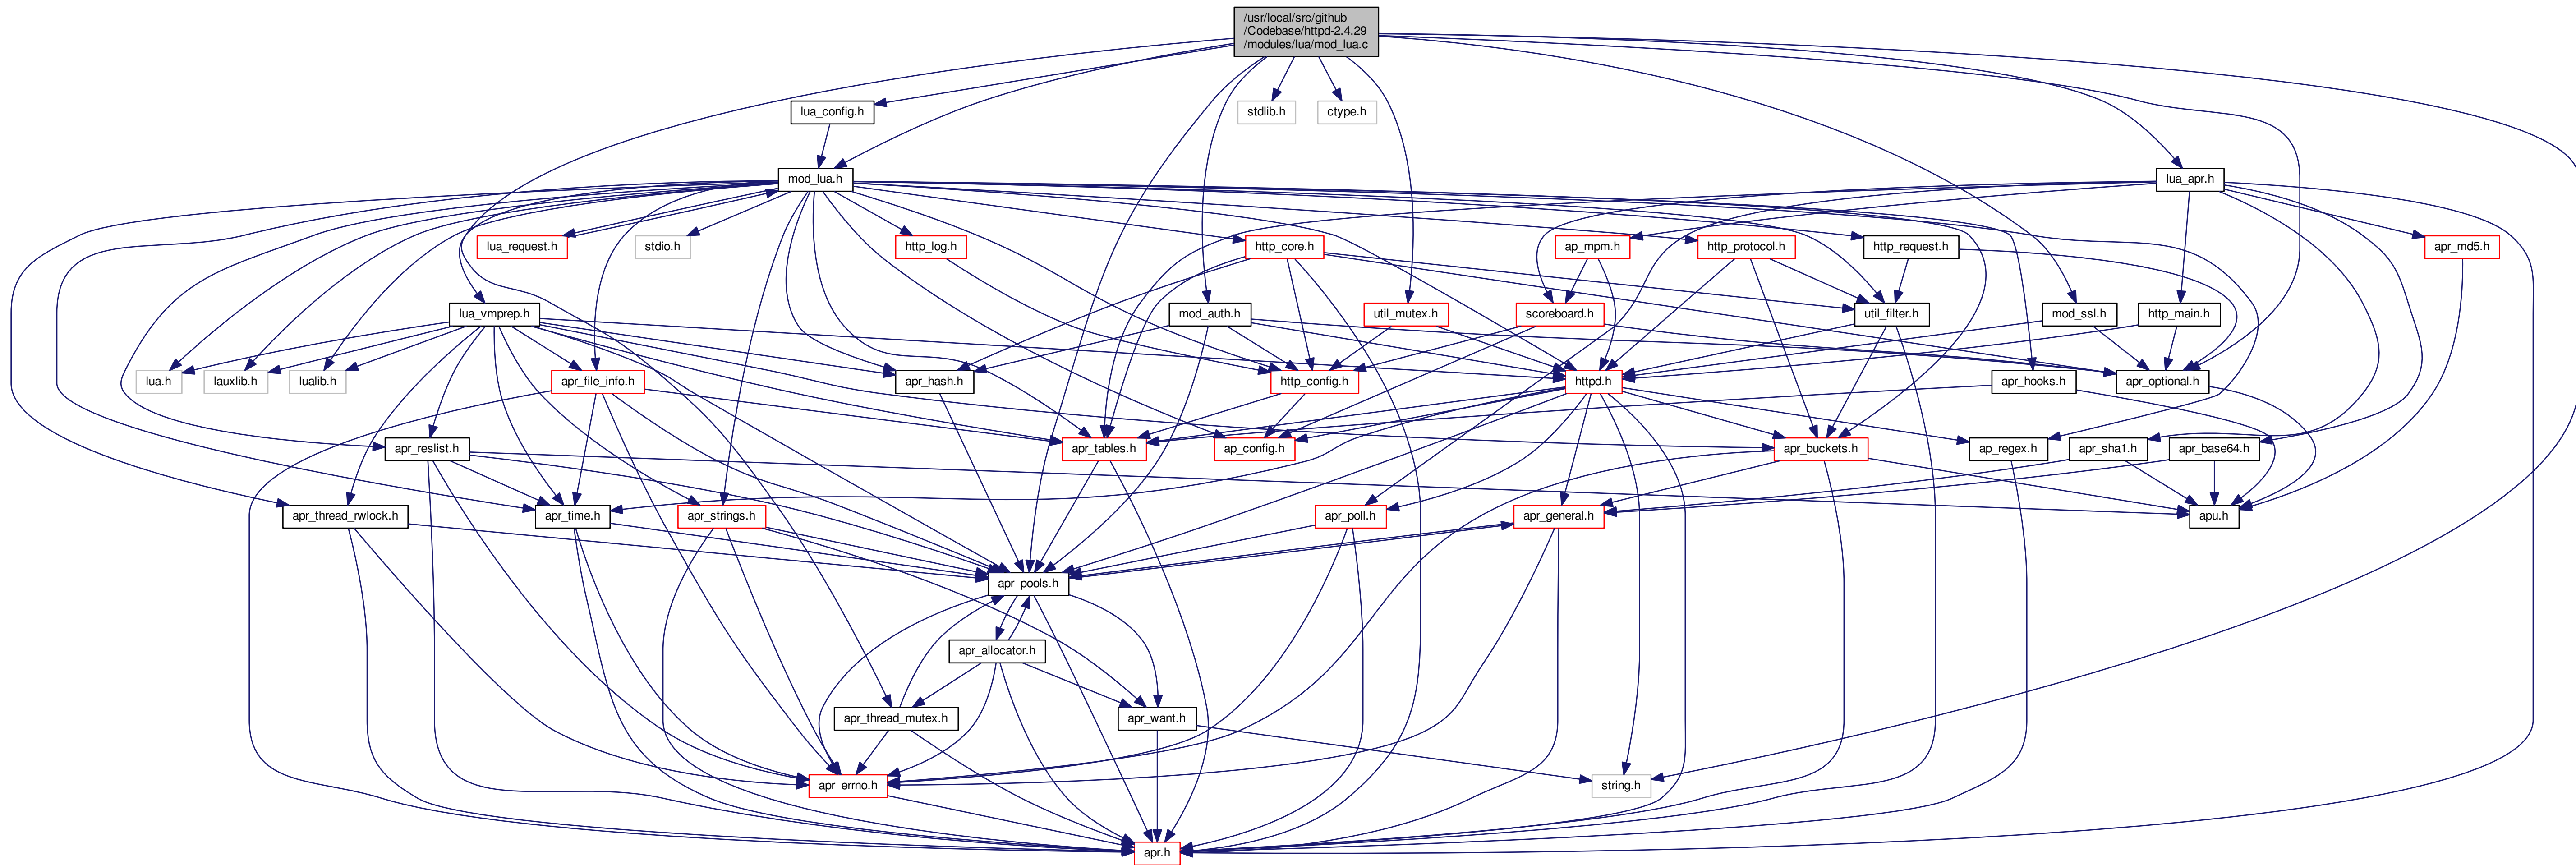 /usr/local/src/github
/Codebase/httpd-2.4.29
/modules/lua/mod_lua.c
lua_config.h
stdlib.h
ctype.h
mod_lua.h
lua_apr.h
lua_request.h
stdio.h
http_log.h
http_core.h
ap_mpm.h
http_protocol.h
http_request.h
apr_md5.h
lua_vmprep.h
mod_auth.h
util_mutex.h
scoreboard.h
util_filter.h
mod_ssl.h
http_main.h
lua.h
lauxlib.h
lualib.h
apr_file_info.h
apr_hash.h
http_config.h
httpd.h
apr_hooks.h
apr_optional.h
apr_reslist.h
apr_tables.h
ap_config.h
apr_buckets.h
ap_regex.h
apr_sha1.h
apr_base64.h
apr_thread_rwlock.h
apr_time.h
apr_strings.h
apr_poll.h
apr_general.h
apu.h
apr_pools.h
apr_allocator.h
apr_thread_mutex.h
apr_want.h
apr_errno.h
string.h
apr.h